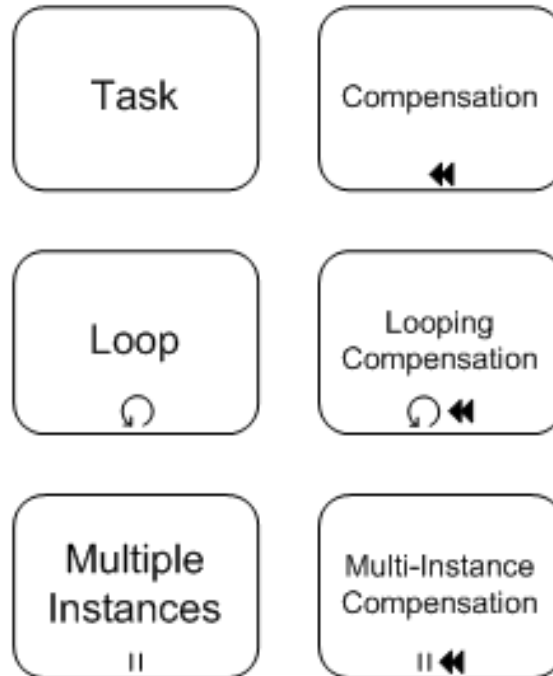 Task
Compensation
Loop
Looping
Compensation
Multiple
Instances
Multi-Instance
Compensation